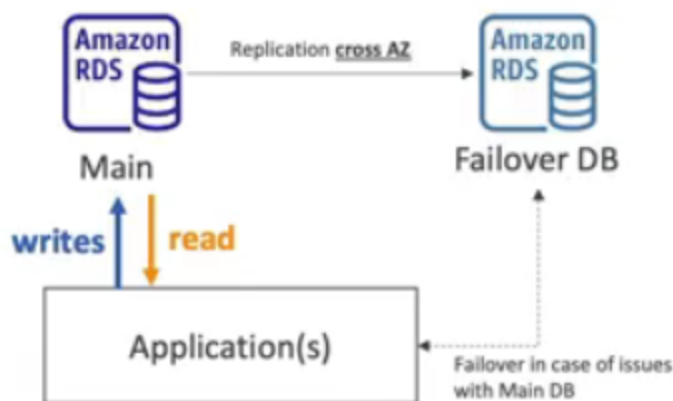 Amazon
RDS
Replication cross AZ
Amazon
RDS
Main
Failover DB
writes
read
Application(s)
Failover in case of issues
with Main DB